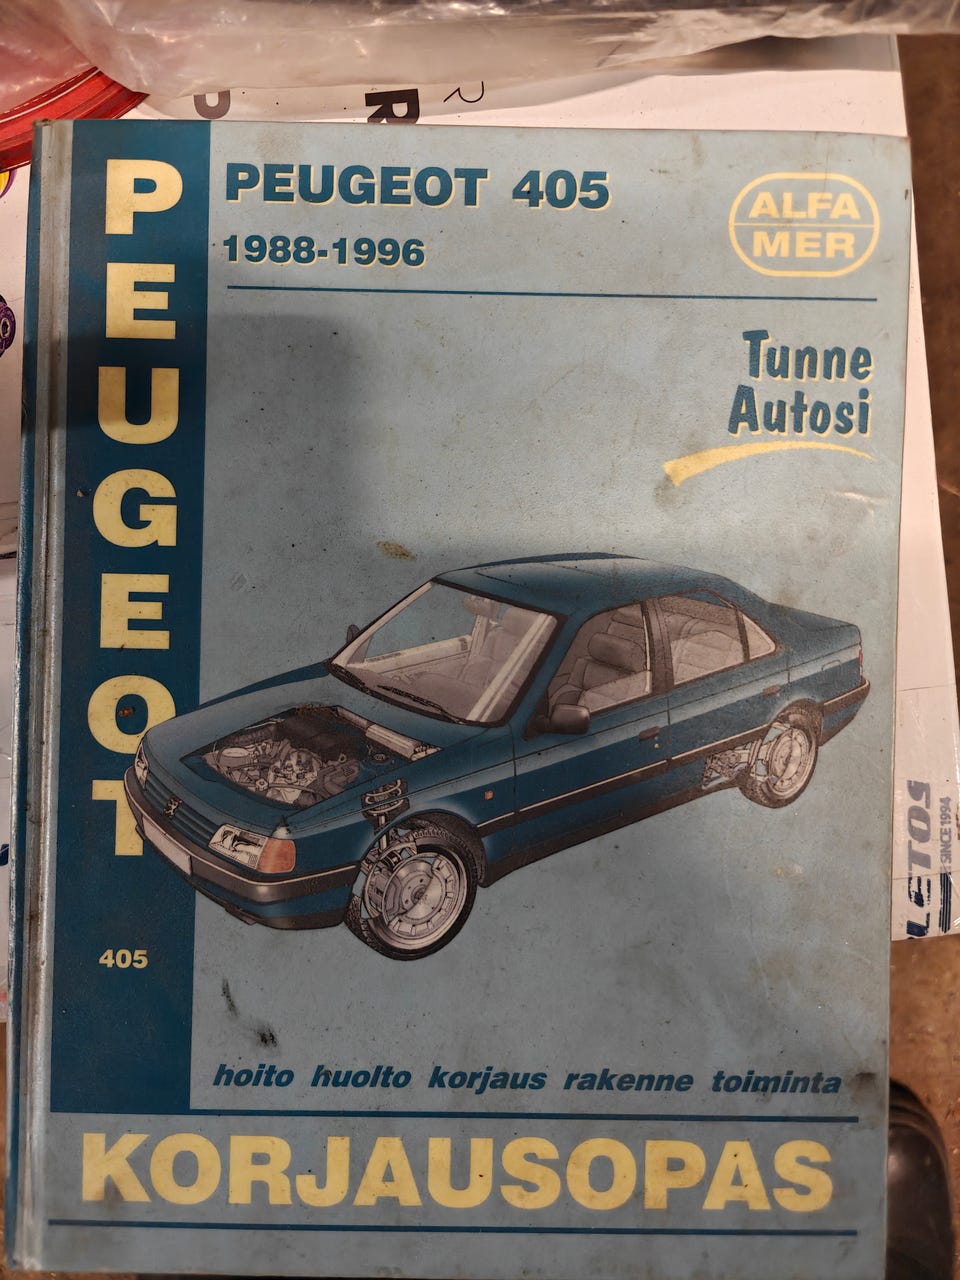 R
PEUGEOT
PEUGEOT 405
1988-1996
ALFA
MER
Tunne
Autosi
405
hoito huolto korjaus rakenne toiminta
KORJAUSOPAS
SINCE 1994